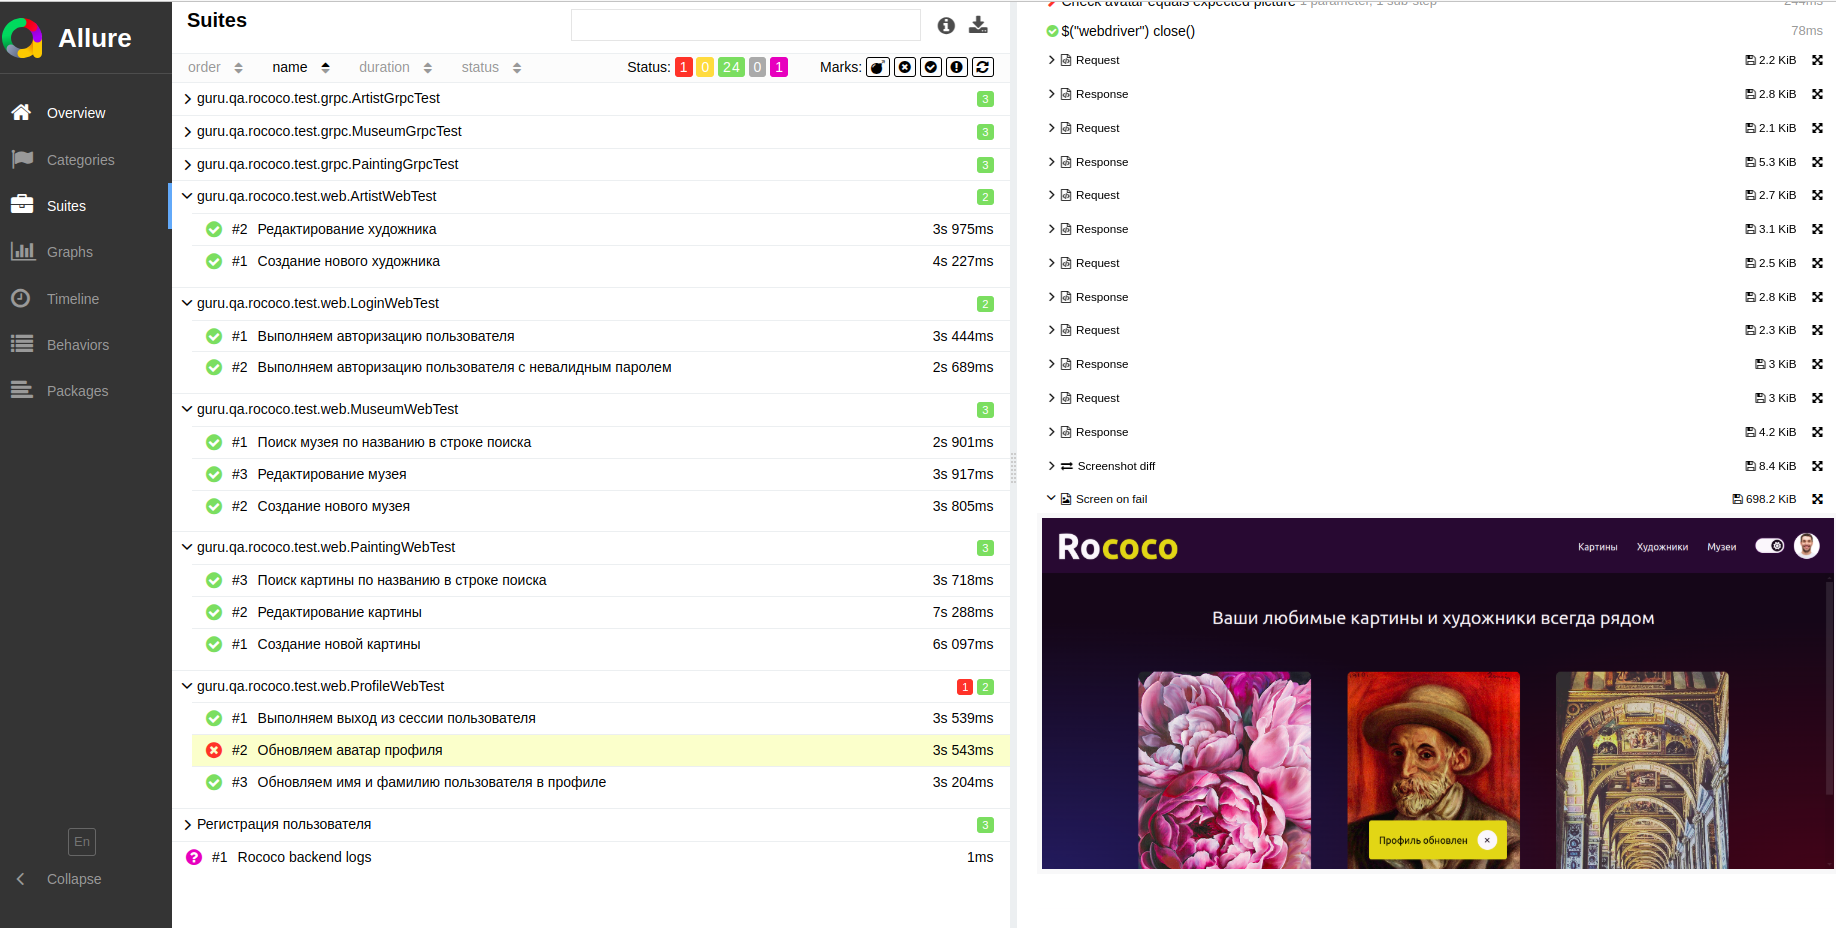 Allure
Overview
Categories
Suites
Graphs
Timeline
Behaviors
Packages
En
Collapse
Suites
order name duration status Status: 1 0 24 0 1 Marks:
guru.qa.rococo.test.grpc.ArtistGrpcTest 3
guru.qa.rococo.test.grpc.MuseumGrpcTest 3
guru.qa.rococo.test.grpc.PaintingGrpcTest 3
guru.qa.rococo.test.web.ArtistWebTest 2
#2 Редактирование художника 3s 975ms
#1 Создание нового художника 4s 227ms
guru.qa.rococo.test.web.LoginWebTest 2
#1 Выполняем авторизацию пользователя 3s 444ms
#2 Выполняем авторизацию пользователя с невалидным паролем 2s 689ms
guru.qa.rococo.test.web.MuseumWebTest 3
#1 Поиск музея по названию в строке поиска 2s 901ms
#3 Редактирование музея 3s 917ms
#2 Создание нового музея 3s 805ms
guru.qa.rococo.test.web.PaintingWebTest 3
#3 Поиск картины по названию в строке поиска 3s 718ms
#2 Редактирование картины 7s 288ms
#1 Создание новой картины 6s 097ms
guru.qa.rococo.test.web.ProfileWebTest 1 2
#1 Выполняем выход из сессии пользователя 3s 539ms
#2 Обновляем аватар профиля 3s 543ms
#3 Обновляем имя и фамилию пользователя в профиле 3s 204ms
Регистрация пользователя 3
#1 Rococo backend logs 1ms
Check avatar equals expected picture 1 parameter, 1 sub-step 244ms
$("webdriver") close() 78ms
Request 2.2 KiB
Response 2.8 KiB
Request 2.1 KiB
Response 5.3 KiB
Request 2.7 KiB
Response 3.1 KiB
Request 2.5 KiB
Response 2.8 KiB
Request 2.3 KiB
Response 3 KiB
Request 3 KiB
Response 4.2 KiB
Screenshot diff 8.4 KiB
Screen on fail 698.2 KiB
Rococo Картины Художники Музеи
Ваши любимые картины и художники всегда рядом
Профиль обновлен